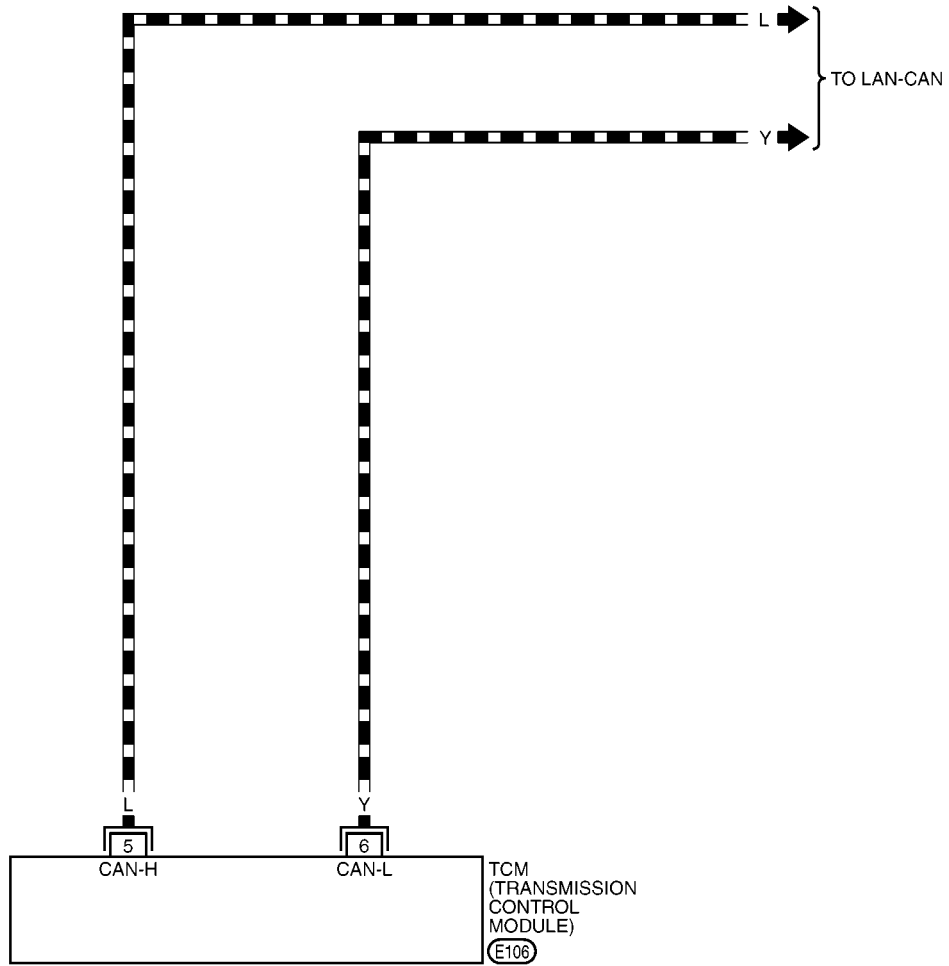 L
TO LAN-CAN
Y
L
Y
5
6
CAN-H
CAN-L
TCM
(TRANSMISSION
CONTROL
MODULE)
E106